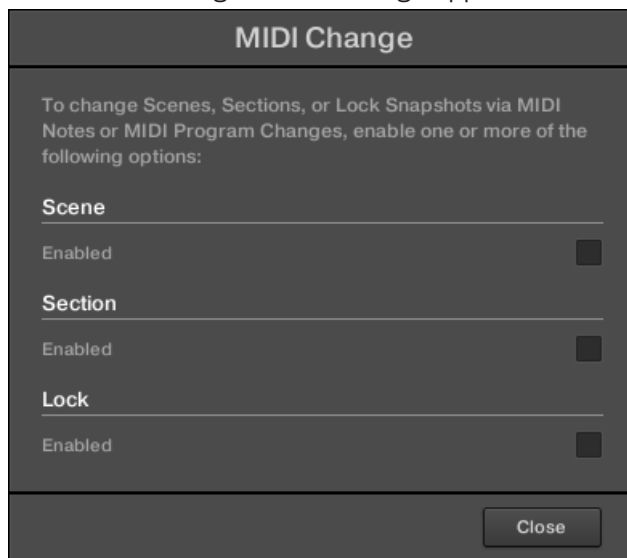 MIDI Change
To change Scenes, Sections, or Lock Snapshots via MIDI
Notes or MIDI Program Changes, enable one or more of the
following options:
Scene
Enabled
Section
Enabled
Lock
Enabled
Close